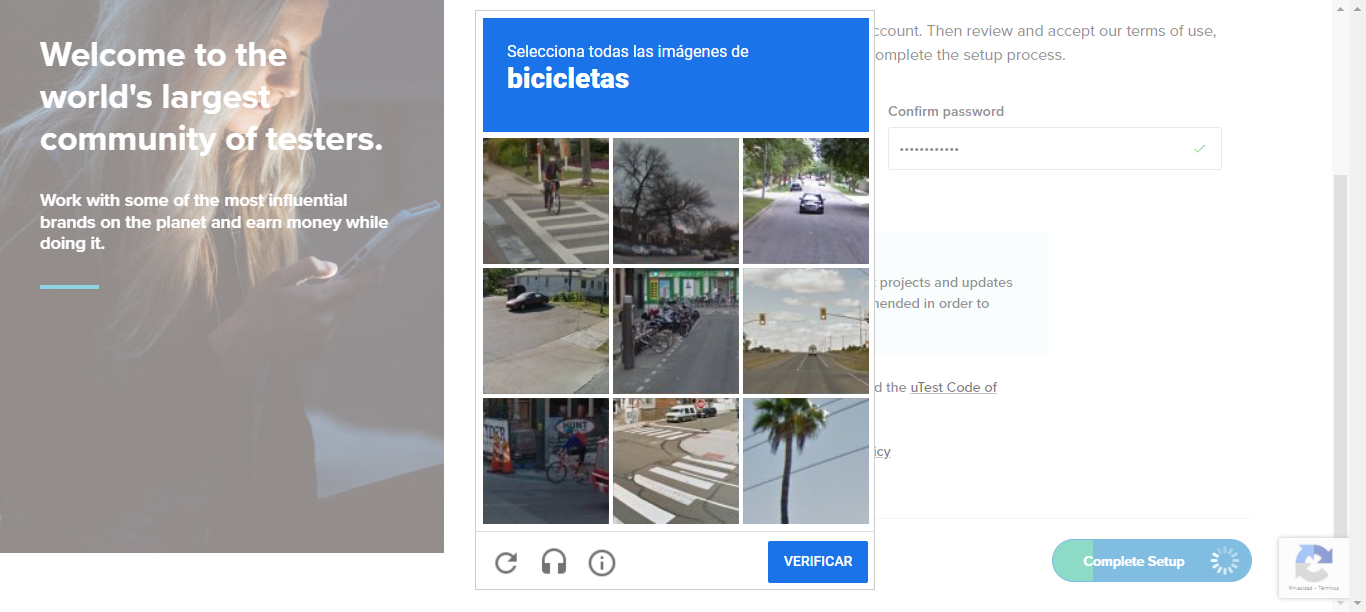 Welcome to the
world's largest
community of testers.
Work with some of the most influential
brands on the planet and earn money while
doing it.
Selecciona todas las imágenes de
bicicletas
HUNT
VERIFICAR
ccount. Then review and accept our terms of use,
omplete the setup process.
Confirm password
••••••••••••
projects and updates
nended in order to
d the uTest Code of
icy
Complete Setup
Privacidad - Términos